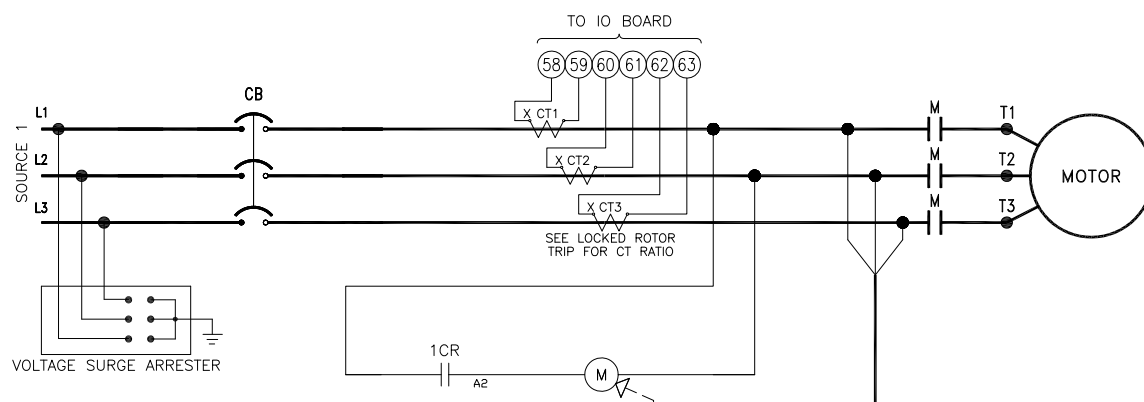 TO IO BOARD
58 59 60 61 62 63
CB
L1
X CT1
M
T1
SOURCE 1
L2
X CT2
M
T2
MOTOR
L3
X CT3
M
T3
SEE LOCKED ROTOR
TRIP FOR CT RATIO
VOLTAGE SURGE ARRESTER
1CR
A2
M